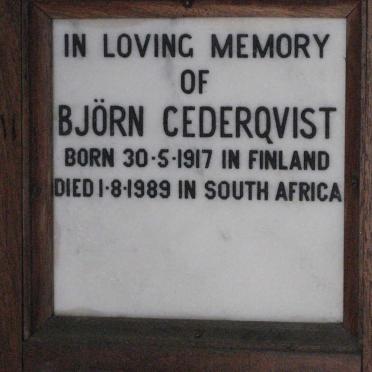 IN LOVING MEMORY
OF
BJÖRN CEDERQVIST
BORN 30·5·1917 IN FINLAND
DIED 1·8·1989 IN SOUTH AFRICA